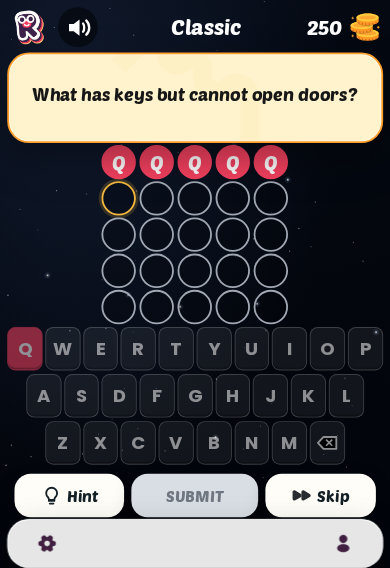 R
Classic
250
What has keys but cannot open doors?
Q Q Q Q Q
Q W E R T Y U I O P
A S D F G H J K L
Z X C V B N M
Hint SUBMIT Skip